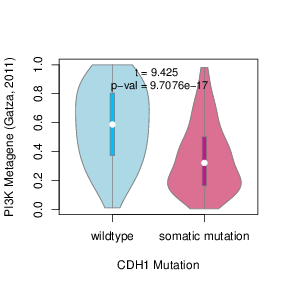 t = 9.425
p−val = 9.7076e−17
PI3K Metagene (Gatza, 2011)
1.0
0.8
0.6
0.4
0.2
0.0
wildtype
somatic mutation
CDH1 Mutation